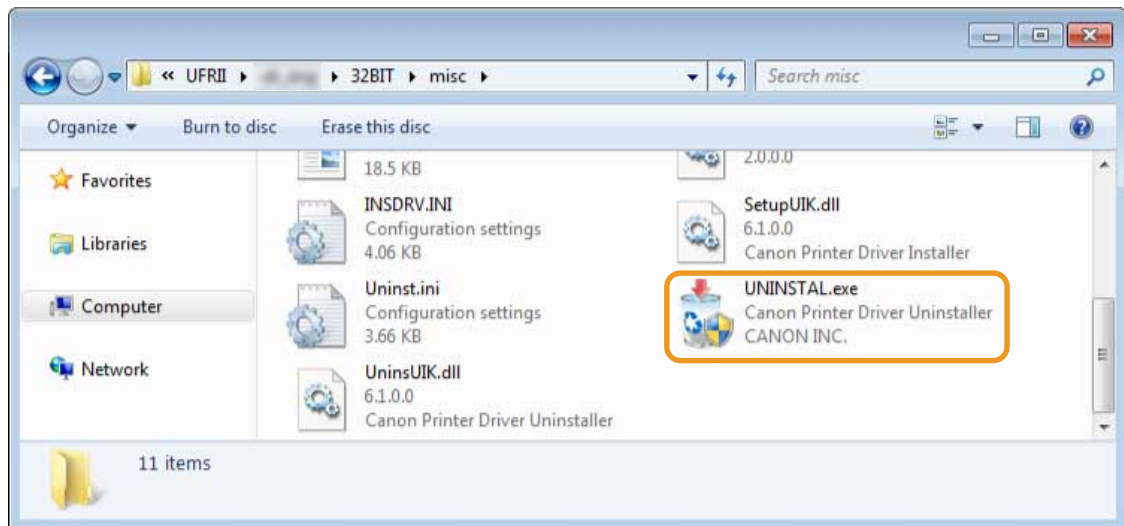 « UFRII 32BIT misc
Search misc
Organize
Burn to disc
Erase this disc
Favorites
Libraries
Computer
Network
18.5 KB
2.0.0.0
INSDRV.INI
Configuration settings
4.06 KB
SetupUIK.dll
6.1.0.0
Canon Printer Driver Installer
Uninst.ini
Configuration settings
3.66 KB
UNINSTAL.exe
Canon Printer Driver Uninstaller
CANON INC.
UninsUIK.dll
6.1.0.0
Canon Printer Driver Uninstaller
11 items